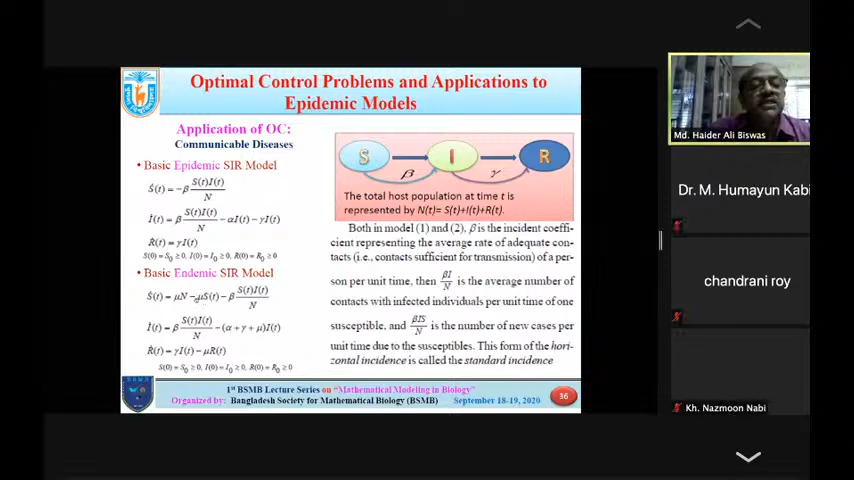 Optimal Control Problems and Applications to
Epidemic Models
Application of OC:
Communicable Diseases
• Basic Epidemic SIR Model
Ṡ(t) = −β S(t)I(t)/N
İ(t) = β S(t)I(t)/N − αI(t) − γI(t)
Ṙ(t) = γI(t)
S(0) = S₀ ≥ 0, I(0) = I₀ ≥ 0, R(0) = R₀ ≥ 0
• Basic Endemic SIR Model
Ṡ(t) = μN − μS(t) − β S(t)I(t)/N
İ(t) = β S(t)I(t)/N − (α + γ + μ)I(t)
Ṙ(t) = γI(t) − μR(t)
S(0) = S₀ ≥ 0, I(0) = I₀ ≥ 0, R(0) = R₀ ≥ 0
S I R
β γ
The total host population at time t is
represented by N(t)= S(t)+I(t)+R(t).
Both in model (1) and (2), β is the incident coeffi-
cient representing the average rate of adequate con-
tacts (i.e., contacts sufficient for transmission) of a per-
son per unit time, then βI/N is the average number of
contacts with infected individuals per unit time of one
susceptible, and βIS/N is the number of new cases per
unit time due to the susceptibles. This form of the hori-
zontal incidence is called the standard incidence
1st BSMB Lecture Series on "Mathematical Modeling in Biology"
Organized by: Bangladesh Society for Mathematical Biology (BSMB) September 18-19, 2020
36
Md. Haider Ali Biswas
Dr. M. Humayun Kabi
chandrani roy
Kh. Nazmoon Nabi